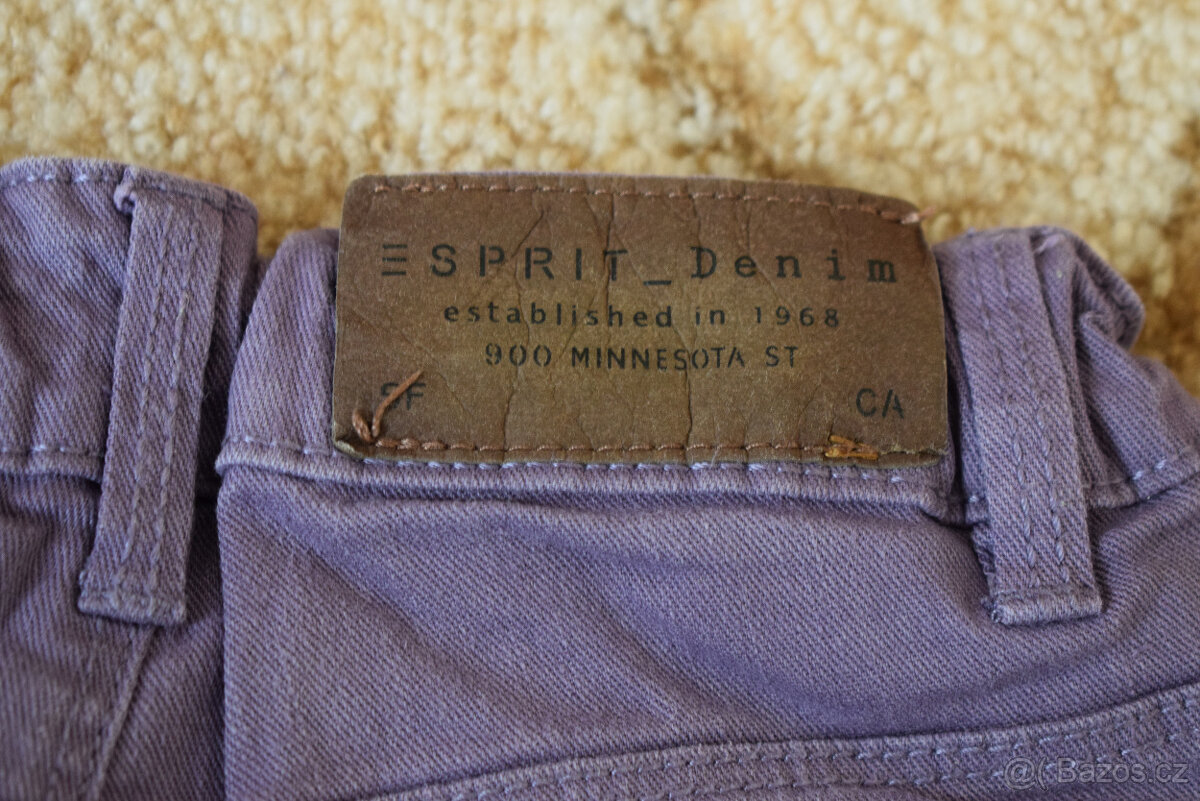 ESPRIT_Denim
established in 1968
900 MINNESOTA ST
SF CA
@( Bazos.cz